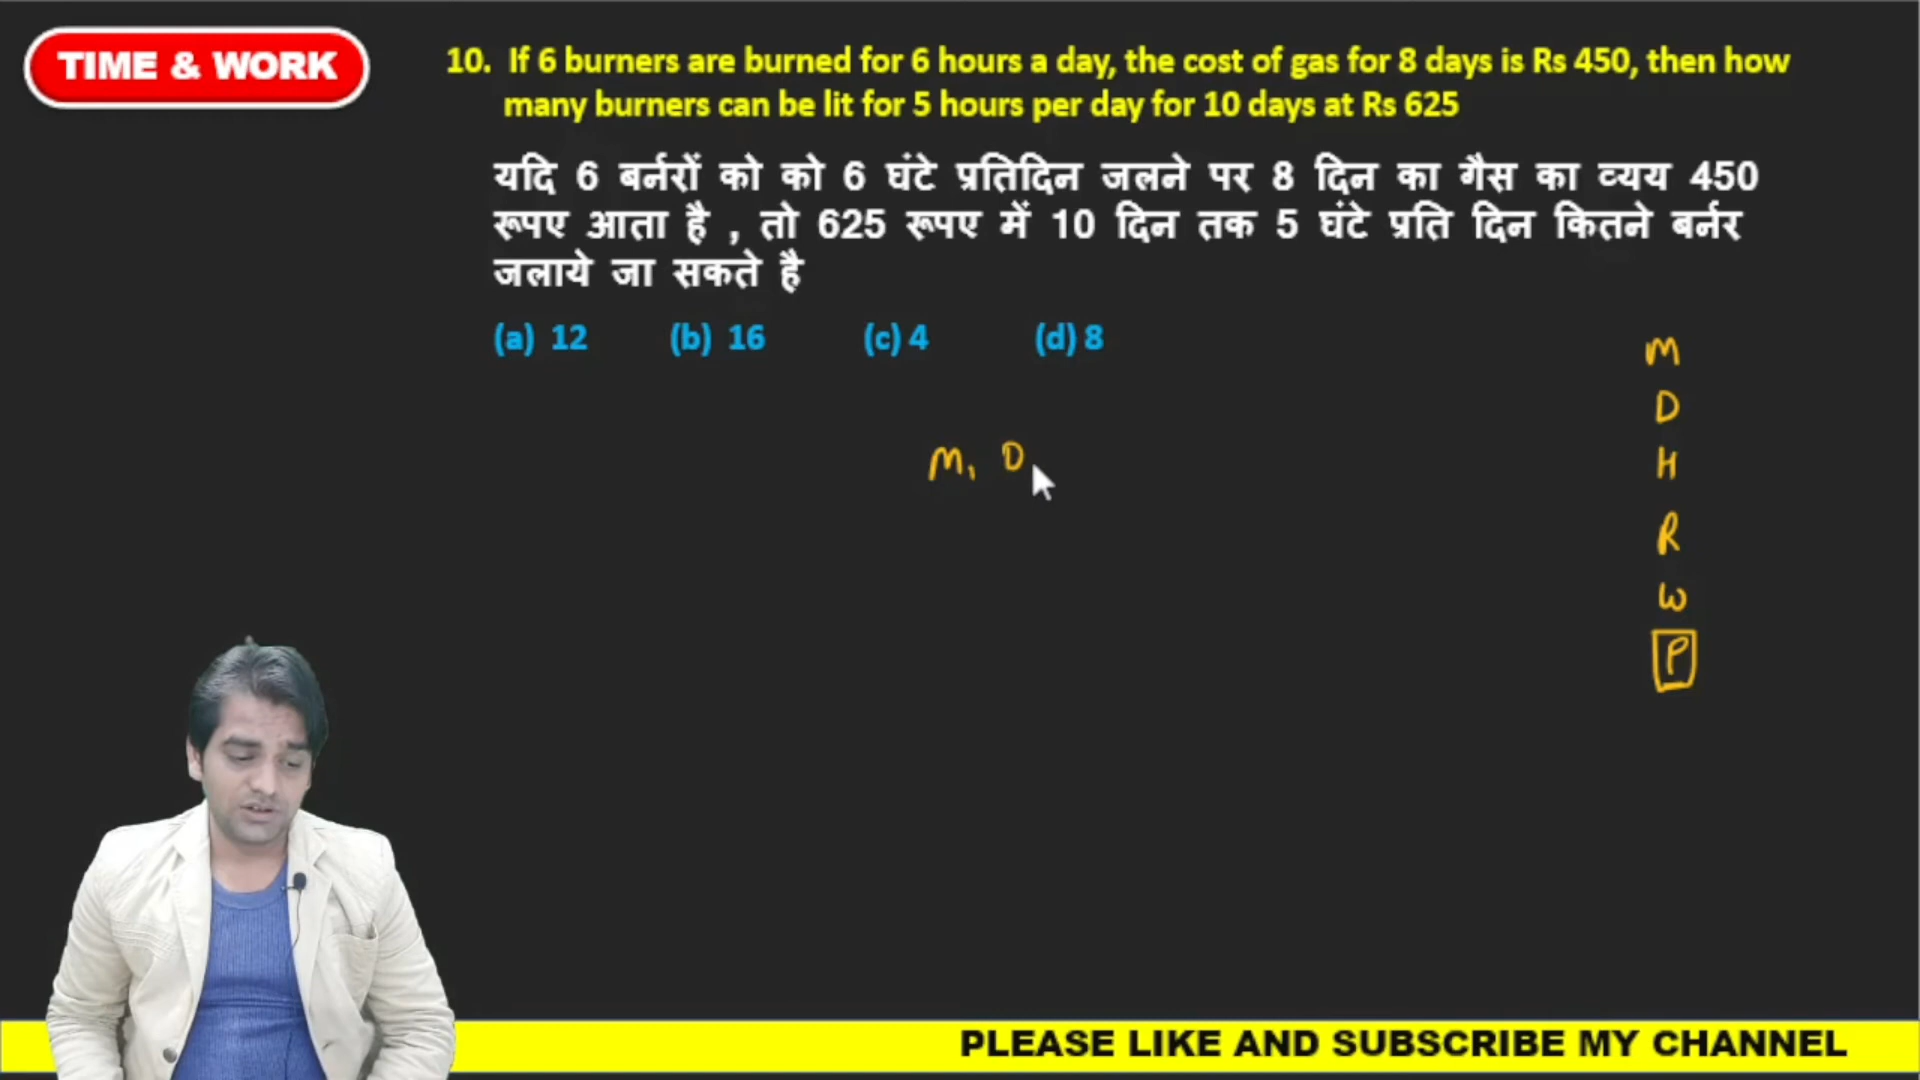 TIME & WORK
10. If 6 burners are burned for 6 hours a day, the cost of gas for 8 days is Rs 450, then how
many burners can be lit for 5 hours per day for 10 days at Rs 625
यदि 6 बर्नरों को को 6 घंटे प्रतिदिन जलने पर 8 दिन का गैस का व्यय 450
रूपए आता है , तो 625 रूपए में 10 दिन तक 5 घंटे प्रति दिन कितने बर्नर
जलाये जा सकते है
(a) 12 (b) 16 (c) 4 (d) 8
M
D
H
R
W
P
M₁ D
PLEASE LIKE AND SUBSCRIBE MY CHANNEL